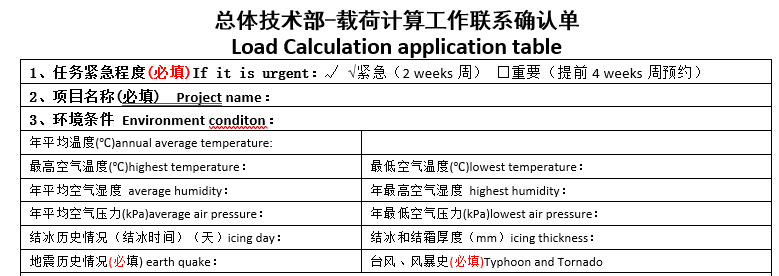 总体技术部-载荷计算工作联系确认单
Load Calculation application table
1、任务紧急程度(必填)If it is urgent：√ √紧急（2 weeks 周） □重要（提前 4 weeks 周预约）
2、项目名称(必填) Project name：
3、环境条件 Environment conditon：
年平均温度(℃)annual average temperature:
最高空气温度(℃)highest temperature： 最低空气温度(℃)lowest temperature：
年平均空气湿度 average humidity： 年最高空气湿度 highest humidity：
年平均空气压力(kPa)average air pressure： 年最低空气压力(kPa)lowest air pressure：
结冰历史情况（结冰时间）（天）icing day： 结冰和结霜厚度（mm）icing thickness：
地震历史情况(必填) earth quake： 台风、风暴史(必填)Typhoon and Tornado